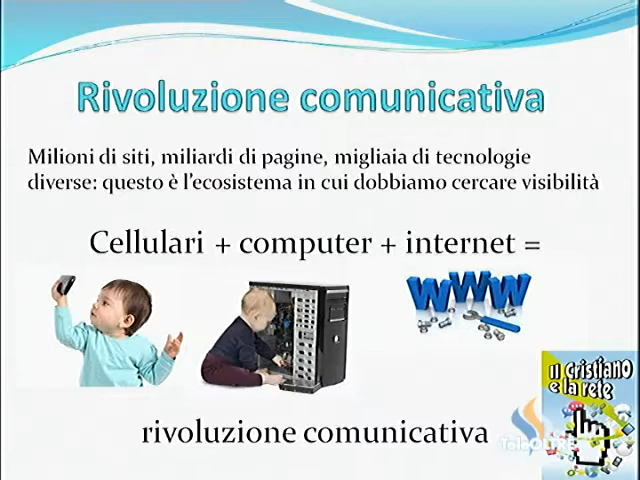 Rivoluzione comunicativa
Milioni di siti, miliardi di pagine, migliaia di tecnologie
diverse: questo è l'ecosistema in cui dobbiamo cercare visibilità
Cellulari + computer + internet =
WWW
Il cristiano
e la rete
rivoluzione comunicativa
TeleOLTRE